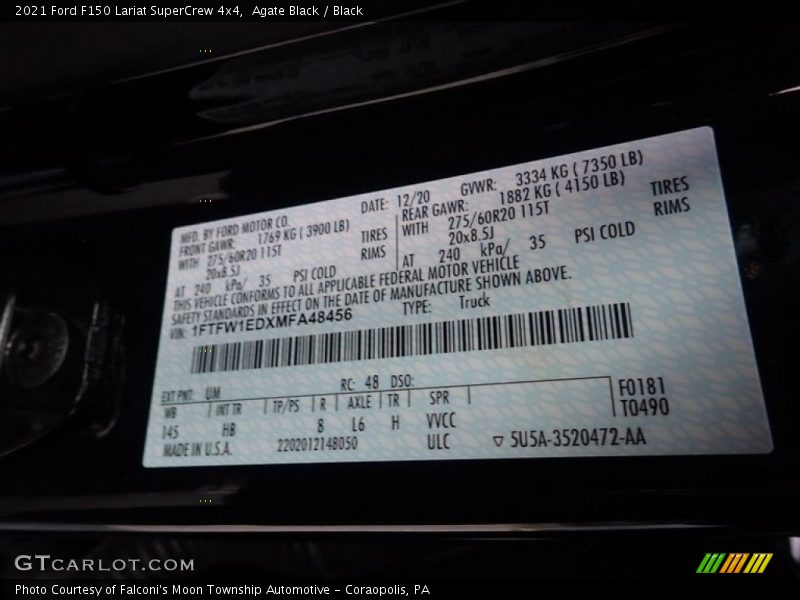 2021 Ford F150 Lariat SuperCrew 4x4, Agate Black / Black
MFD. BY FORD MOTOR CO. DATE: 12/20 GVWR: 3334 KG ( 7350 LB)
FRONT GAWR: 1769 KG ( 3900 LB) REAR GAWR: 1882 KG ( 4150 LB)
WITH 275/60R20 115T TIRES WITH 275/60R20 115T TIRES
20x8.5J RIMS 20x8.5J RIMS
AT 240 kPa/ 35 PSI COLD AT 240 kPa/ 35 PSI COLD
THIS VEHICLE CONFORMS TO ALL APPLICABLE FEDERAL MOTOR VEHICLE
SAFETY STANDARDS IN EFFECT ON THE DATE OF MANUFACTURE SHOWN ABOVE.
VIN: 1FTFW1EDXMFA48456 TYPE: Truck
EXT PNT: UM RC: 48 DSO: F0181
WB INT TR TP/PS R AXLE TR SPR T0490
145 HB 8 L6 H VVCC
MADE IN U.S.A. 2202012148050 ULC ▽ 5U5A-3520472-AA
GTCARLOT.COM
Photo Courtesy of Falconi's Moon Township Automotive - Coraopolis, PA